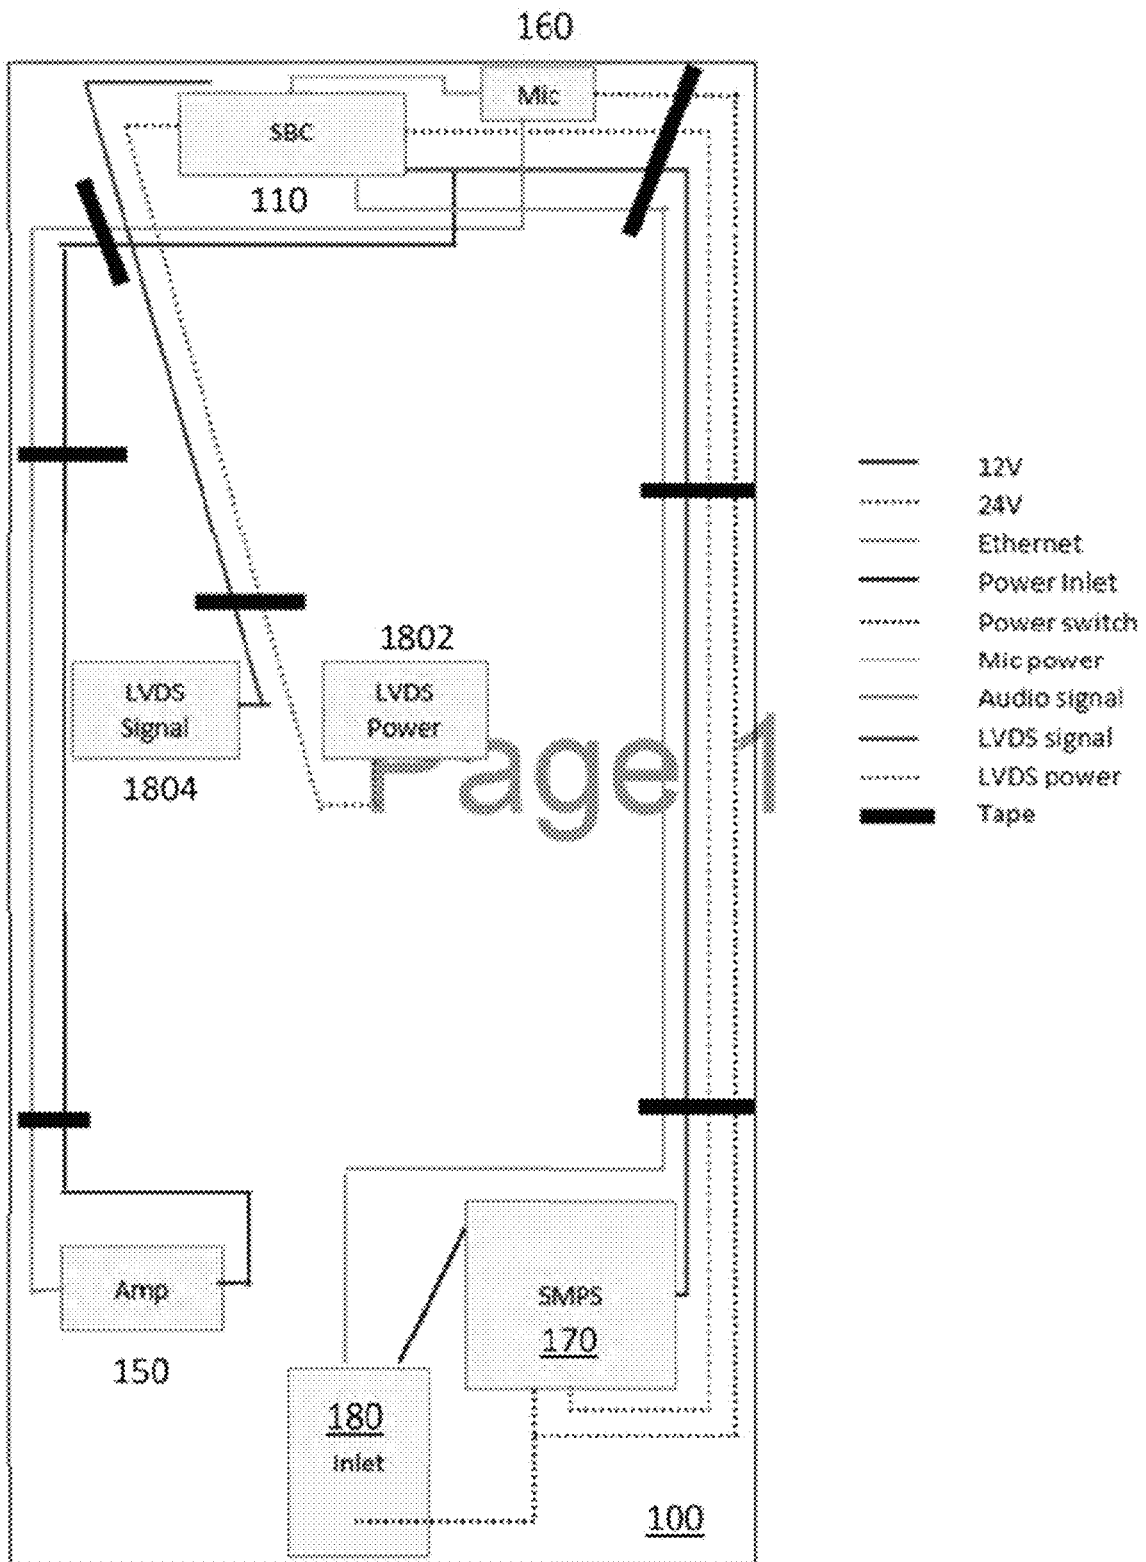 160
Mic
SBC
110
12V
24V
Ethernet
Power Inlet
Power switch
Mic power
Audio signal
LVDS signal
LVDS power
Tape
1802
LVDS
Signal
LVDS
Power
1804
Page 1
Amp
150
SMPS
170
180
Inlet
100